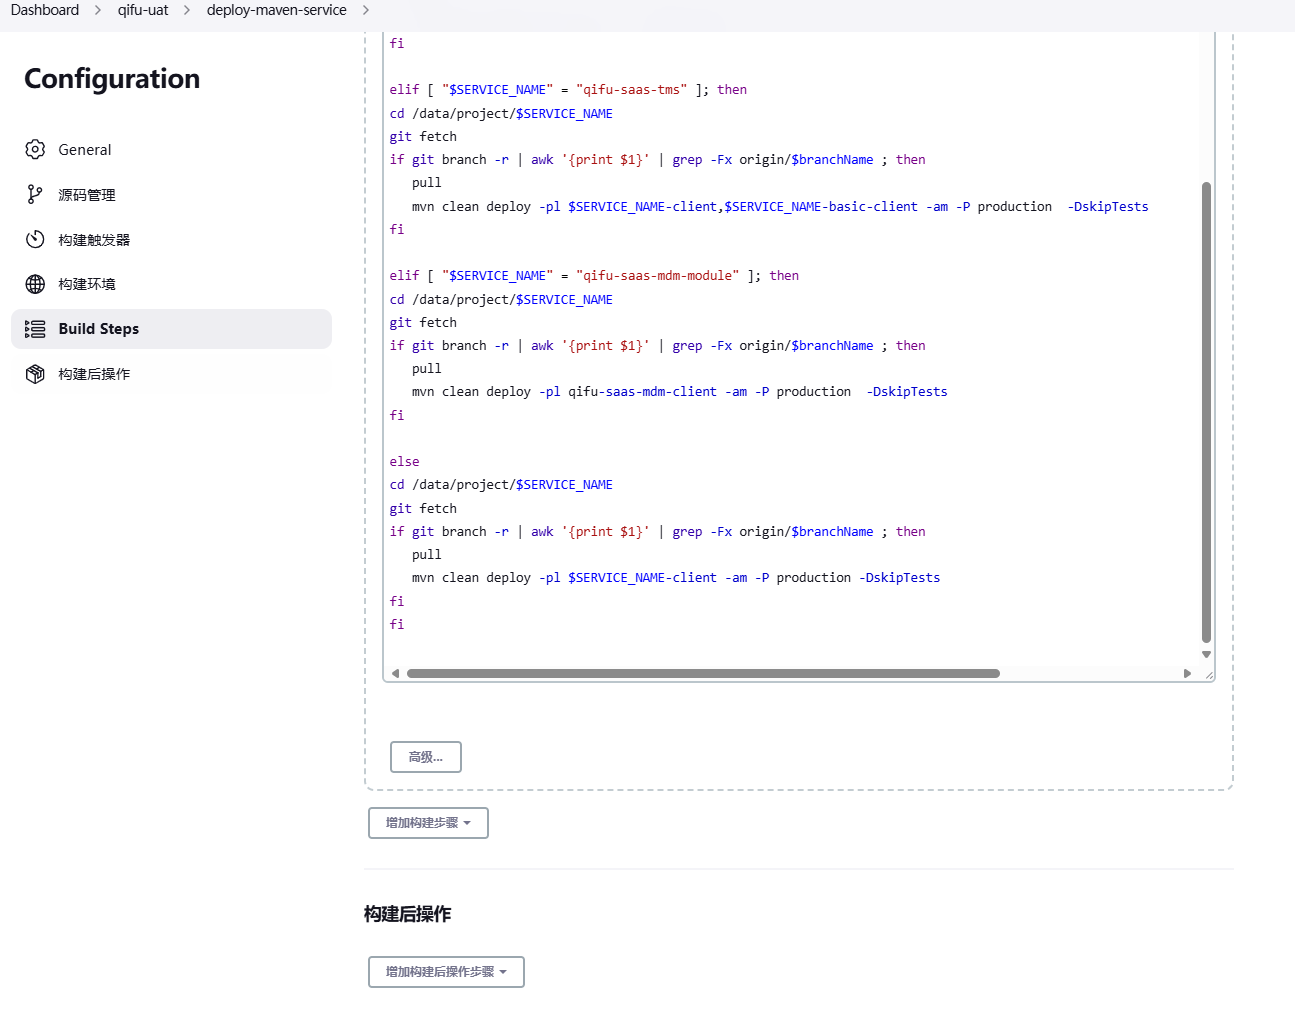 Dashboard > qifu-uat > deploy-maven-service >
Configuration
General
源码管理
构建触发器
构建环境
Build Steps
构建后操作
fi
elif [ "$SERVICE_NAME" = "qifu-saas-tms" ]; then
cd /data/project/$SERVICE_NAME
git fetch
if git branch -r | awk '{print $1}' | grep -Fx origin/$branchName ; then
   pull
   mvn clean deploy -pl $SERVICE_NAME-client,$SERVICE_NAME-basic-client -am -P production  -DskipTests
fi
elif [ "$SERVICE_NAME" = "qifu-saas-mdm-module" ]; then
cd /data/project/$SERVICE_NAME
git fetch
if git branch -r | awk '{print $1}' | grep -Fx origin/$branchName ; then
   pull
   mvn clean deploy -pl qifu-saas-mdm-client -am -P production  -DskipTests
fi
else
cd /data/project/$SERVICE_NAME
git fetch
if git branch -r | awk '{print $1}' | grep -Fx origin/$branchName ; then
   pull
   mvn clean deploy -pl $SERVICE_NAME-client -am -P production -DskipTests
fi
fi
高级...
增加构建步骤
构建后操作
增加构建后操作步骤